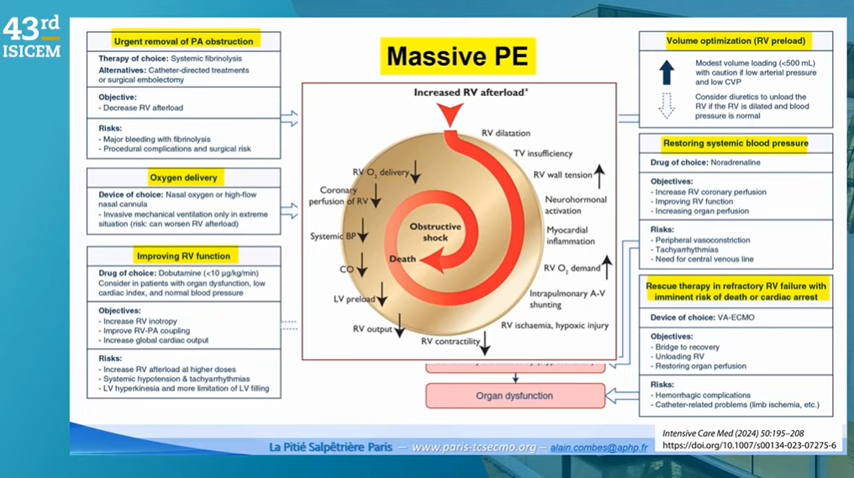 43rd
ISICEM
Massive PE
Urgent removal of PA obstruction
Therapy of choice: Systemic fibrinolysis
Alternatives: Catheter-directed treatments
or surgical embolectomy
Objective:
- Decrease RV afterload
Risks:
- Major bleeding with fibrinolysis
- Procedural complications and surgical risk
Oxygen delivery
Device of choice: Nasal oxygen or high-flow
nasal cannula
- Invasive mechanical ventilation only in extreme
situation (risk: can worsen RV afterload)
Improving RV function
Drug of choice: Dobutamine (<10 µg/kg/min)
Consider in patients with organ dysfunction, low
cardiac index, and normal blood pressure
Objectives:
- Increase RV inotropy
- Improve RV-PA coupling
- Increase global cardiac output
Risks:
- Increase RV afterload at higher doses
- Systemic hypotension & tachyarrhythmias
- LV hyperkinesia and more limitation of LV filling
Increased RV afterload*
RV dilatation
TV insufficiency
RV wall tension
Neurohormonal
activation
Myocardial
inflammation
RV O2 demand
Intrapulmonary A-V
shunting
RV ischaemia, hypoxic injury
RV contractility
RV output
LV preload
CO
Systemic BP
Coronary
perfusion of RV
RV O2 delivery
Obstructive
shock
Death
Organ dysfunction
Volume optimization (RV preload)
Modest volume loading (<500 mL)
with caution if low arterial pressure
and low CVP
Consider diuretics to unload the
RV if the RV is dilated and blood
pressure is normal
Restoring systemic blood pressure
Drug of choice: Noradrenaline
Objectives:
- Increase RV coronary perfusion
- Improving RV function
- Increasing organ perfusion
Risks:
- Peripheral vasoconstriction
- Tachyarrhythmias
- Need for central venous line
Rescue therapy in refractory RV failure with
imminent risk of death or cardiac arrest
Device of choice: VA-ECMO
Objectives:
- Bridge to recovery
- Unloading RV
- Restoring organ perfusion
Risks:
- Hemorrhagic complications
- Catheter-related problems (limb ischemia, etc.)
Intensive Care Med (2024) 50:195–208
https://doi.org/10.1007/s00134-023-07275-6
La Pitié Salpêtrière Paris – www.paris-tcsecmo.org – alain.combes@aphp.fr